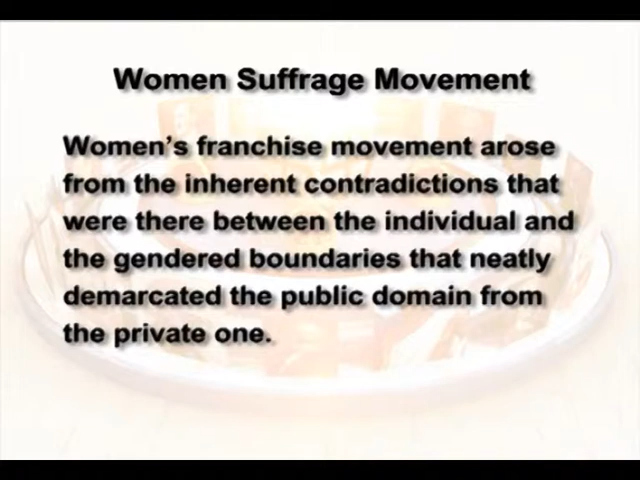 Women Suffrage Movement
Women's franchise movement arose
from the inherent contradictions that
were there between the individual and
the gendered boundaries that neatly
demarcated the public domain from
the private one.